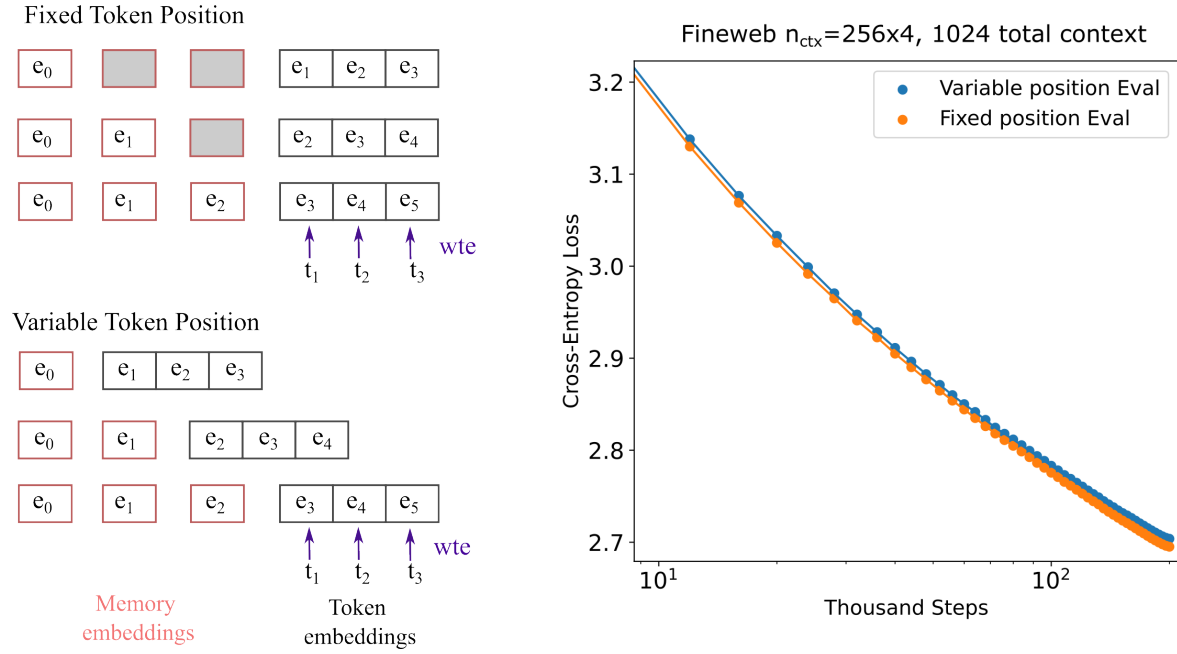 Fixed Token Position
e0 e1 e2 e3
e0 e1 e2 e3 e4
e0 e1 e2 e3 e4 e5
wte
t1 t2 t3
Variable Token Position
e0 e1 e2 e3
e0 e1 e2 e3 e4
e0 e1 e2 e3 e4 e5
wte
t1 t2 t3
Memory
embeddings
Token
embeddings
Fineweb nctx=256x4, 1024 total context
Variable position Eval
Fixed position Eval
Cross-Entropy Loss
3.2
3.1
3.0
2.9
2.8
2.7
10¹ 10²
Thousand Steps